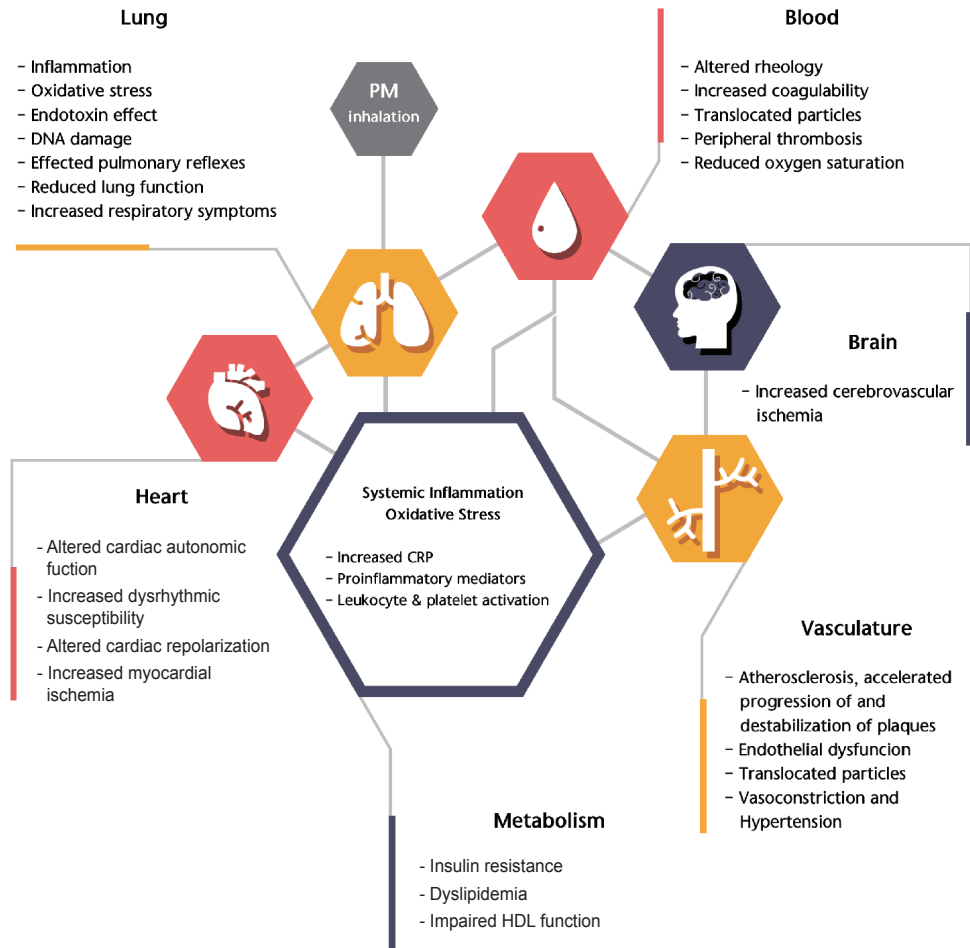 Lung
- Inflammation
- Oxidative stress
- Endotoxin effect
- DNA damage
- Effected pulmonary reflexes
- Reduced lung function
- Increased respiratory symptoms
PM
inhalation
Blood
- Altered rheology
- Increased coagulability
- Translocated particles
- Peripheral thrombosis
- Reduced oxygen saturation
Brain
- Increased cerebrovascular
ischemia
Heart
- Altered cardiac autonomic
fuction
- Increased dysrhythmic
susceptibility
- Altered cardiac repolarization
- Increased myocardial
ischemia
Systemic Inflammation
Oxidative Stress
- Increased CRP
- Proinflammatory mediators
- Leukocyte & platelet activation
Vasculature
- Atherosclerosis, accelerated
progression of and
destabilization of plaques
- Endothelial dysfuncion
- Translocated particles
- Vasoconstriction and
Hypertension
Metabolism
- Insulin resistance
- Dyslipidemia
- Impaired HDL function